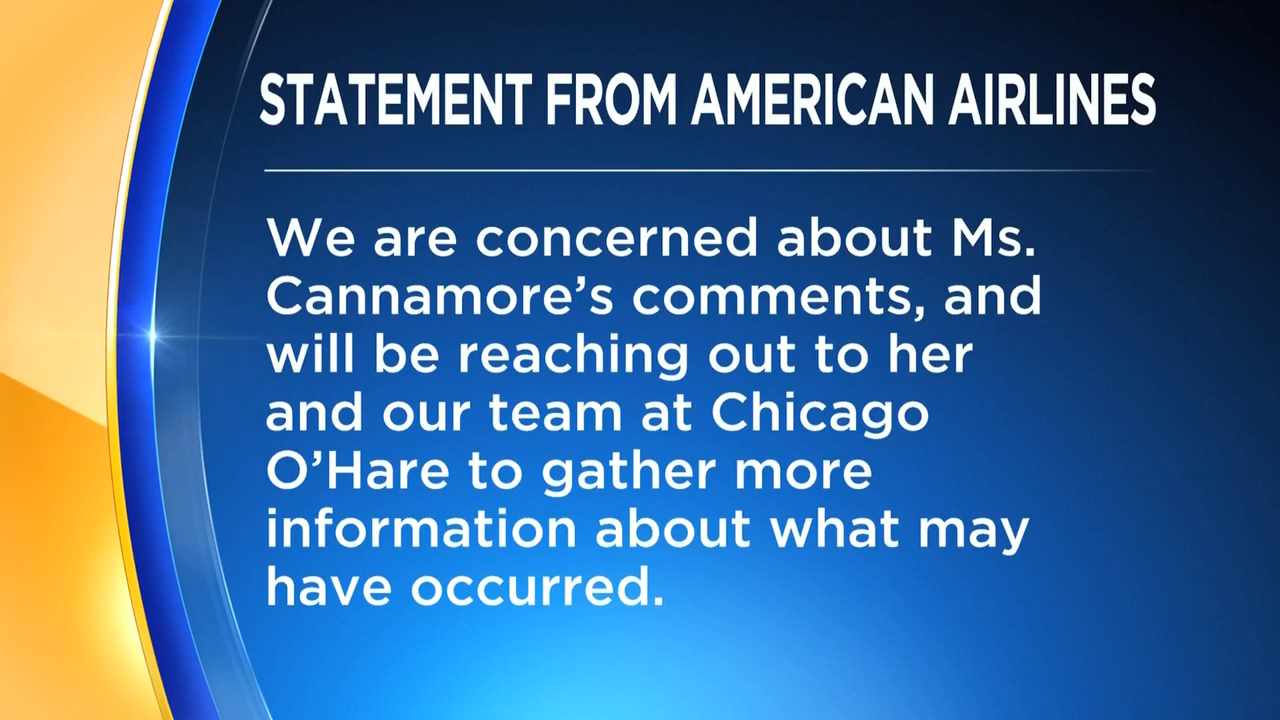 STATEMENT FROM AMERICAN AIRLINES
We are concerned about Ms.
Cannamore’s comments, and
will be reaching out to her
and our team at Chicago
O’Hare to gather more
information about what may
have occurred.